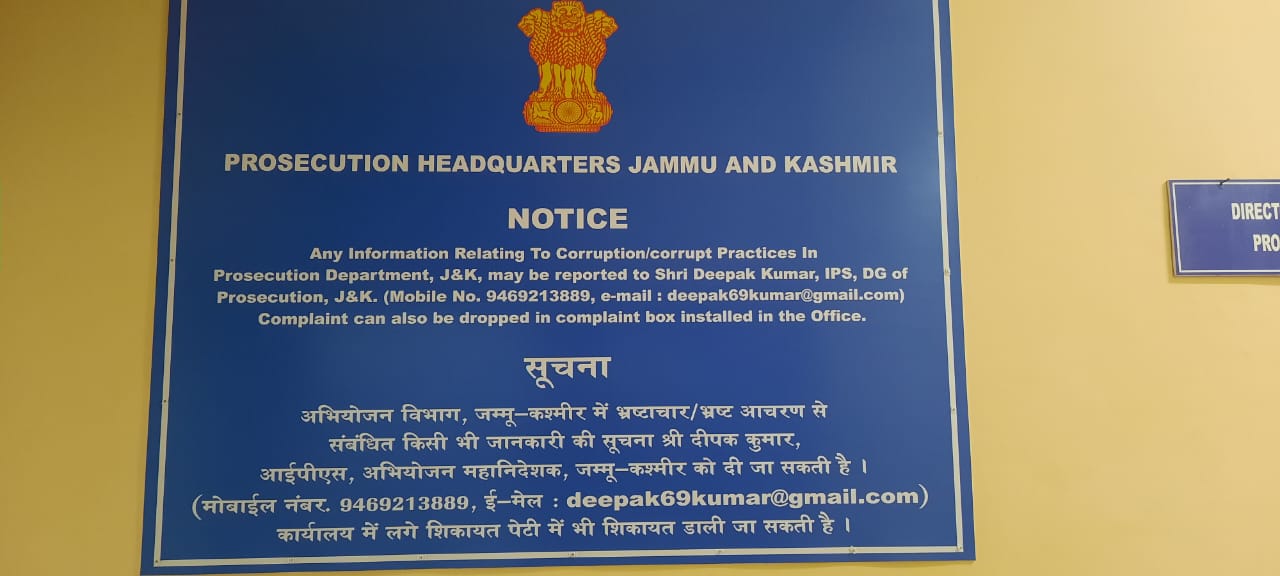 PROSECUTION HEADQUARTERS JAMMU AND KASHMIR
NOTICE
Any Information Relating To Corruption/corrupt Practices In
Prosecution Department, J&K, may be reported to Shri Deepak Kumar, IPS, DG of
Prosecution, J&K. (Mobile No. 9469213889, e-mail : deepak69kumar@gmail.com)
Complaint can also be dropped in complaint box installed in the Office.
सूचना
अभियोजन विभाग, जम्मू–कश्मीर में भ्रष्टाचार/भ्रष्ट आचरण से
संबंधित किसी भी जानकारी की सूचना श्री दीपक कुमार,
आईपीएस, अभियोजन महानिदेशक, जम्मू–कश्मीर को दी जा सकती है ।
(मोबाईल नंबर. 9469213889, ई–मेल : deepak69kumar@gmail.com)
कार्यालय में लगे शिकायत पेटी में भी शिकायत डाली जा सकती है ।
DIRECT
PRO